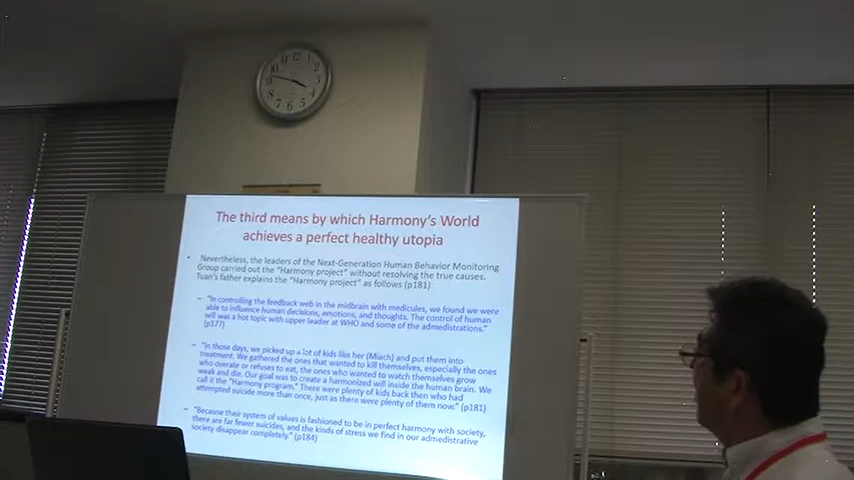 The third means by which Harmony's World
achieves a perfect healthy utopia
• Nevertheless, the leaders of the Next-Generation Human Behavior Monitoring
Group carried out the "Harmony project" without resolving the true causes.
Tuan's father explains the "Harmony project" as follows (p181):
– "In controlling the feedback web in the midbrain with medicules, we found we were
able to influence human decisions, emotions, and thoughts. The control of human
will was a hot topic with upper leader at WHO and some of the admedistrations."
(p177)
– "In those days, we picked up a lot of kids like her (Miach) and put them into
treatment. We gathered the ones that wanted to kill themselves, especially the ones
who overate or refuses to eat, the ones who wanted to watch themselves grow
weak and die. Our goal was to create a harmonized will inside the human brain. We
call it the "Harmony program." There were plenty of kids back then who had
attempted suicide more than once, just as there were plenty of them now." (p181)
– "Because their system of values is fashioned to be in perfect harmony with society,
there are far fewer suicides, and the kinds of stress we find in our admedistrative
society disappear completely." (p184)